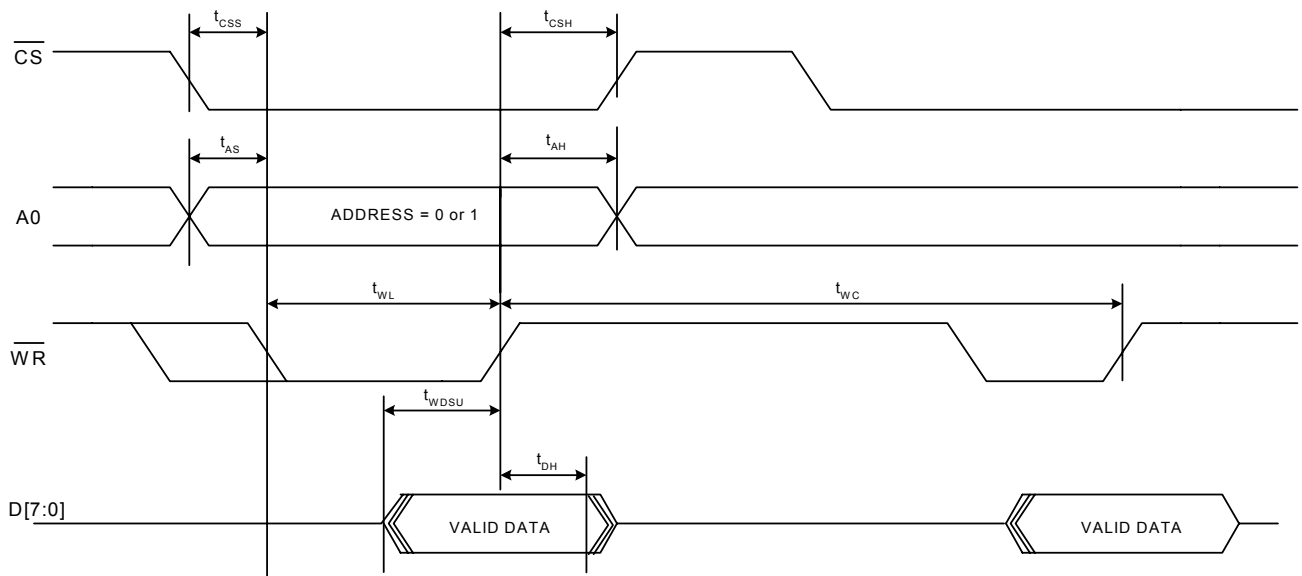 tCSS
tCSH
CS
tAS
tAH
A0
ADDRESS = 0 or 1
tWL
tWC
WR
tWDSU
tDH
D[7:0]
VALID DATA
VALID DATA